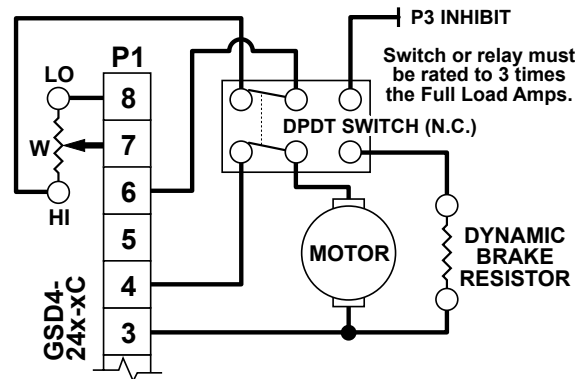 P3 INHIBIT
Switch or relay must
be rated to 3 times
the Full Load Amps.
P1
LO
8
DPDT SWITCH (N.C.)
W
7
6
HI
5
MOTOR
DYNAMIC
BRAKE
RESISTOR
4
3
GSD4-
24x-xC